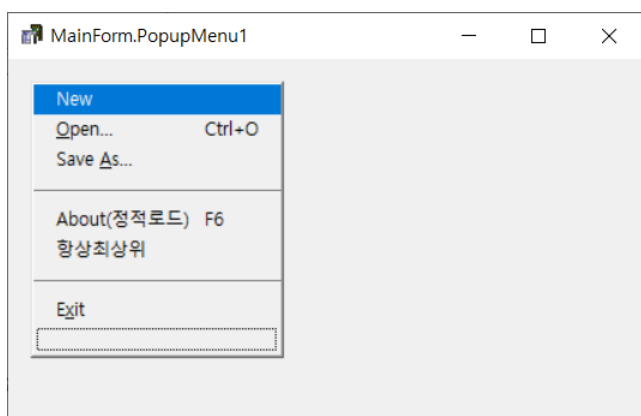 MainForm.PopupMenu1
New
Open... Ctrl+O
Save As...
About(정적로드) F6
항상최상위
Exit